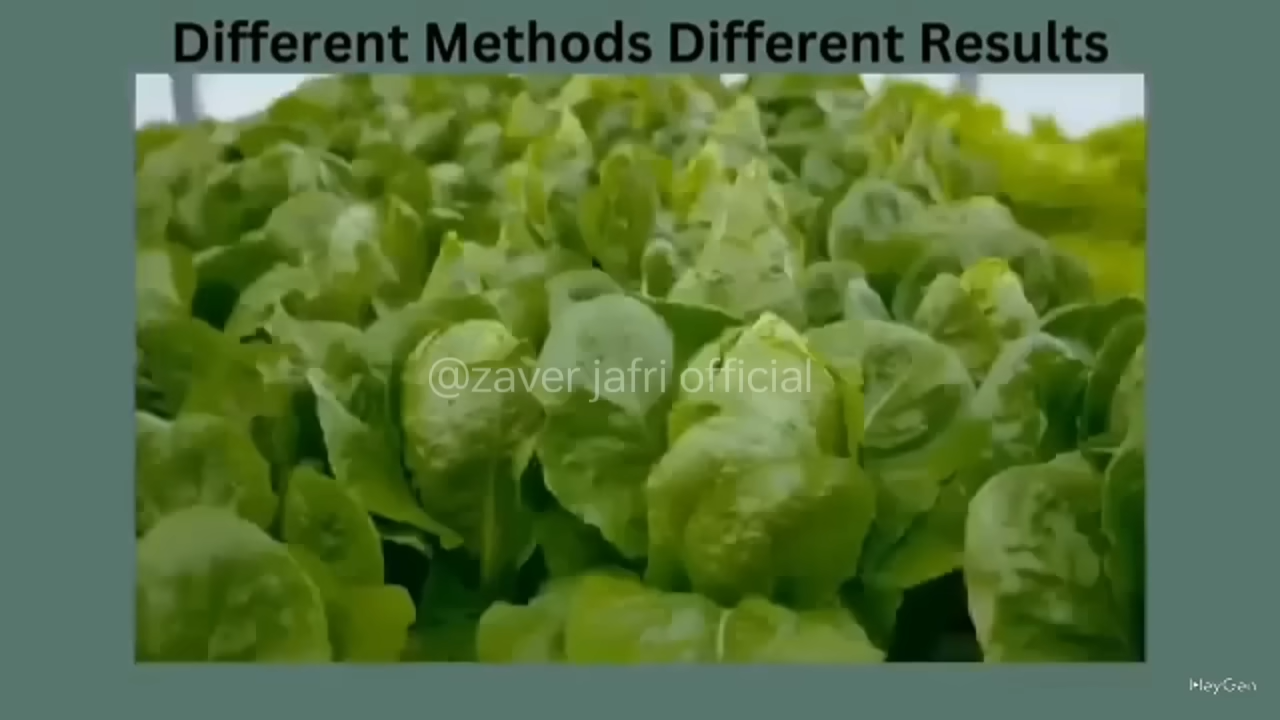 Different Methods Different Results
@zaver jafri official
HeyGen